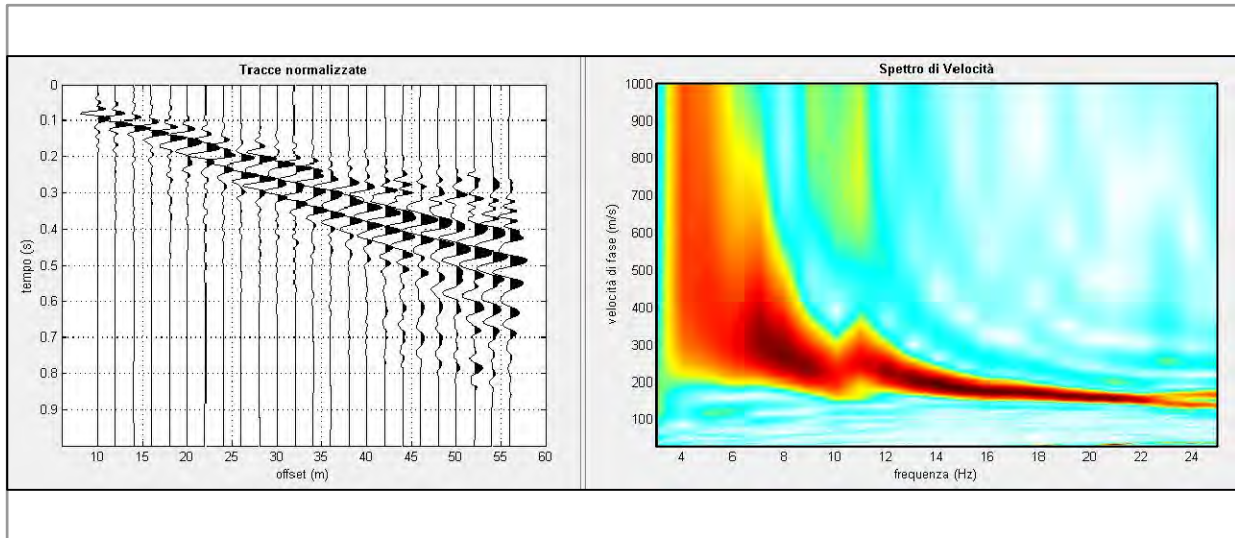 Tracce normalizzate
0
0.1
0.2
0.3
0.4
0.5
0.6
0.7
0.8
0.9
tempo (s)
10 15 20 25 30 35 40 45 50 55 60
offset (m)
Spettro di Velocità
1000
900
800
700
600
500
400
300
200
100
velocità di fase (m/s)
4 6 8 10 12 14 16 18 20 22 24
frequenza (Hz)